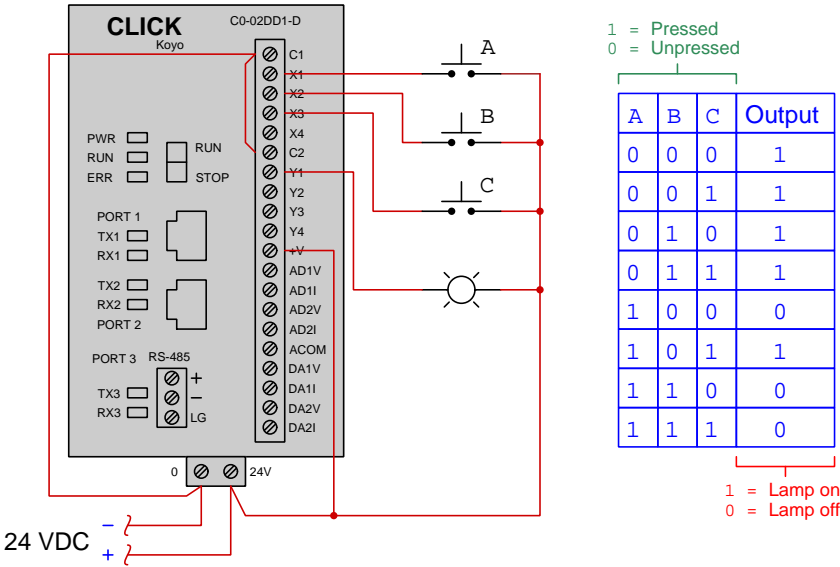 CLICK
Koyo
C0-02DD1-D
C1
X1
X2
X3
X4
C2
Y1
Y2
Y3
Y4
+V
AD1V
AD1I
AD2V
AD2I
ACOM
DA1V
DA1I
DA2V
DA2I
PWR
RUN
ERR
RUN
STOP
PORT 1
TX1
RX1
TX2
RX2
PORT 2
PORT 3 RS-485
TX3
RX3
+
−
LG
0 24V
24 VDC
−
+
A
B
C
1 = Pressed
0 = Unpressed
A B C Output
0 0 0 1
0 0 1 1
0 1 0 1
0 1 1 1
1 0 0 0
1 0 1 1
1 1 0 0
1 1 1 0
1 = Lamp on
0 = Lamp off